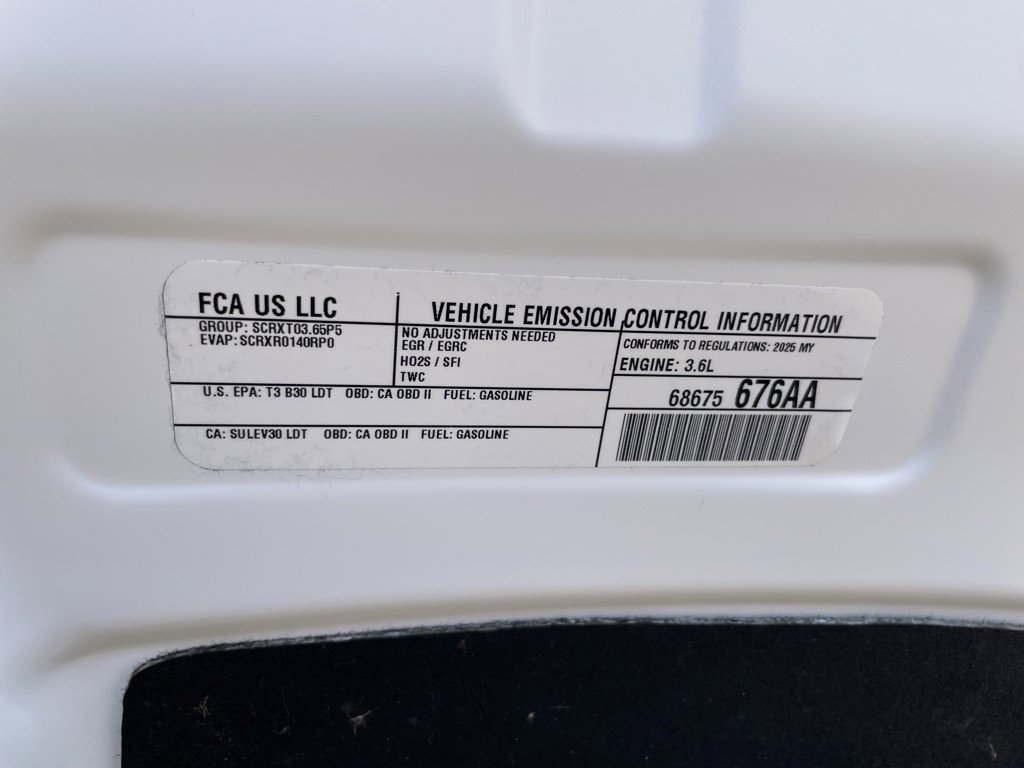 FCA US LLC
VEHICLE EMISSION CONTROL INFORMATION
GROUP: SCRXT03.65P5
EVAP: SCRXR0140RP0
NO ADJUSTMENTS NEEDED
EGR / EGRC
HO2S / SFI
TWC
CONFORMS TO REGULATIONS: 2025 MY
ENGINE: 3.6L
U.S. EPA: T3 B30 LDT OBD: CA OBD II FUEL: GASOLINE
68675 676AA
CA: SULEV30 LDT OBD: CA OBD II FUEL: GASOLINE